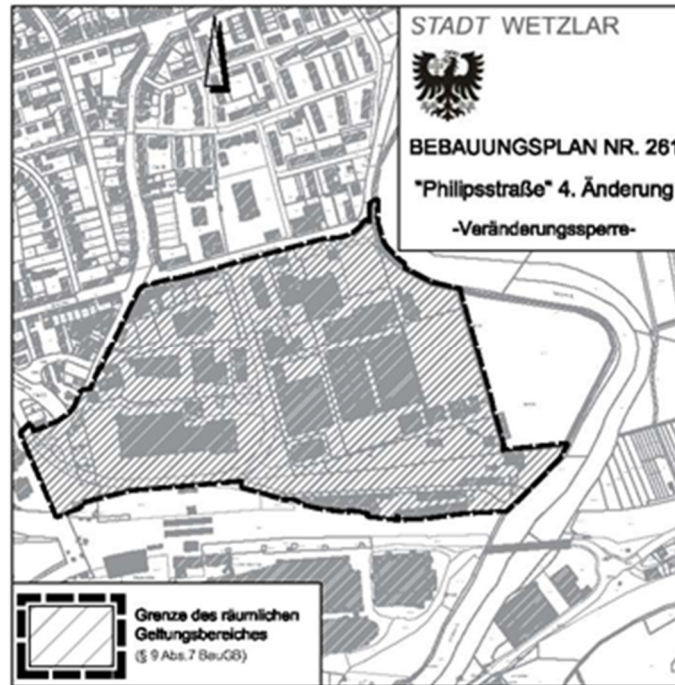 STADT WETZLAR
BEBAUUNGSPLAN NR. 261
"Philipsstraße" 4. Änderung
-Veränderungssperre-
Grenze des räumlichen
Geltungsbereiches
(§ 9 Abs.7 BauGB)